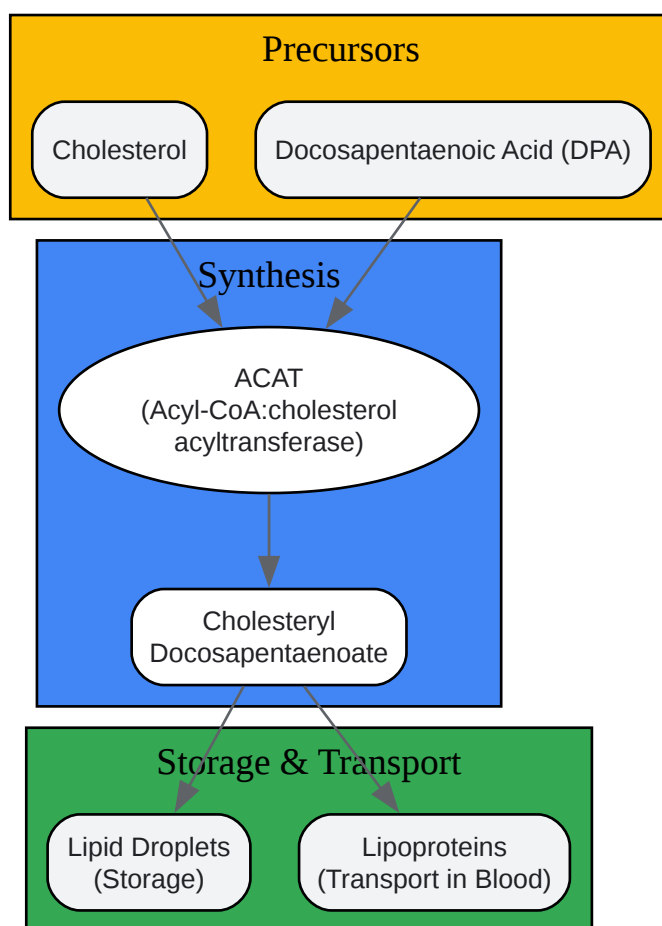 Precursors
Cholesterol
Docosapentaenoic Acid (DPA)
Synthesis
ACAT
(Acyl-CoA:cholesterol
acyltransferase)
Cholesteryl
Docosapentaenoate
Storage & Transport
Lipid Droplets
(Storage)
Lipoproteins
(Transport in Blood)